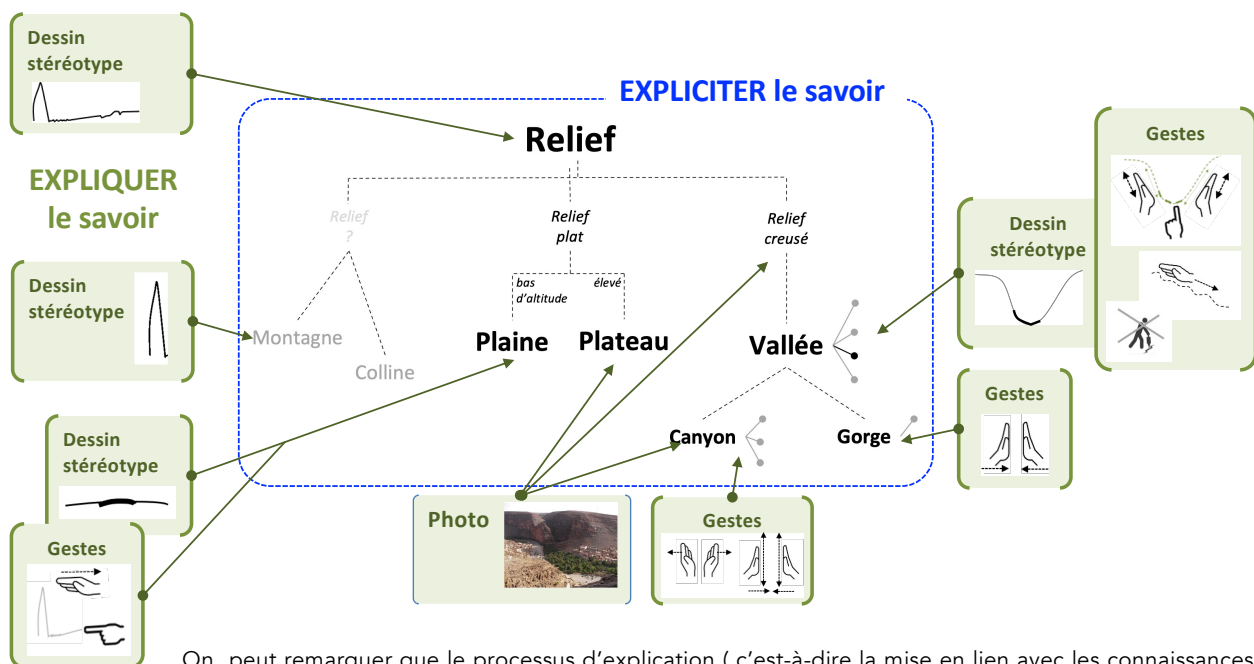 Dessin
stéréotype
EXPLICITER le savoir
Relief
Gestes
EXPLIQUER
le savoir
Relief
?
Relief
plat
Relief
creusé
Dessin
stéréotype
Dessin
stéréotype
bas
d'altitude
élevé
Montagne
Colline
Plaine
Plateau
Vallée
Gestes
Dessin
stéréotype
Canyon
Gorge
Photo
Gestes
Gestes
On peut remarquer que le processus d'explication ( c'est-à-dire la mise en lien avec les connaissances